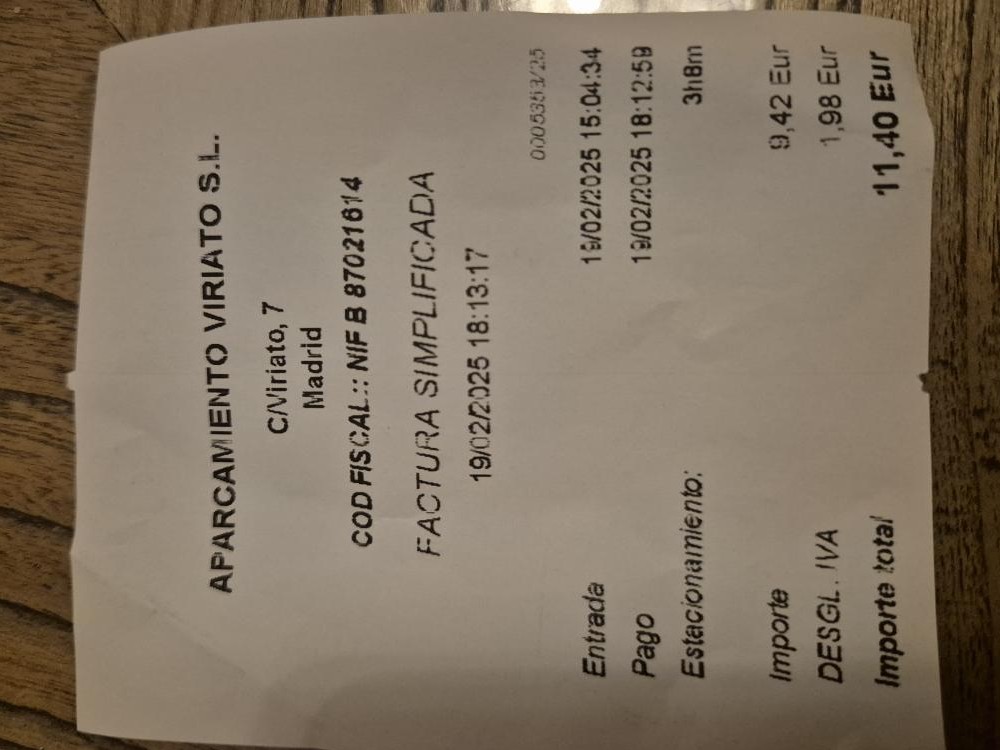 APARCAMIENTO VIRIATO S.L.
C/Viriato, 7
Madrid
COD FISCAL.: NIF B 87021614
FACTURA SIMPLIFICADA
19/02/2025 18:13:17
0005353/25
Entrada 19/02/2025 15:04:34
Pago 19/02/2025 18:12:59
Estacionamiento: 3h8m
Importe 9,42 Eur
DESGL. IVA 1,98 Eur
Importe total 11,40 Eur